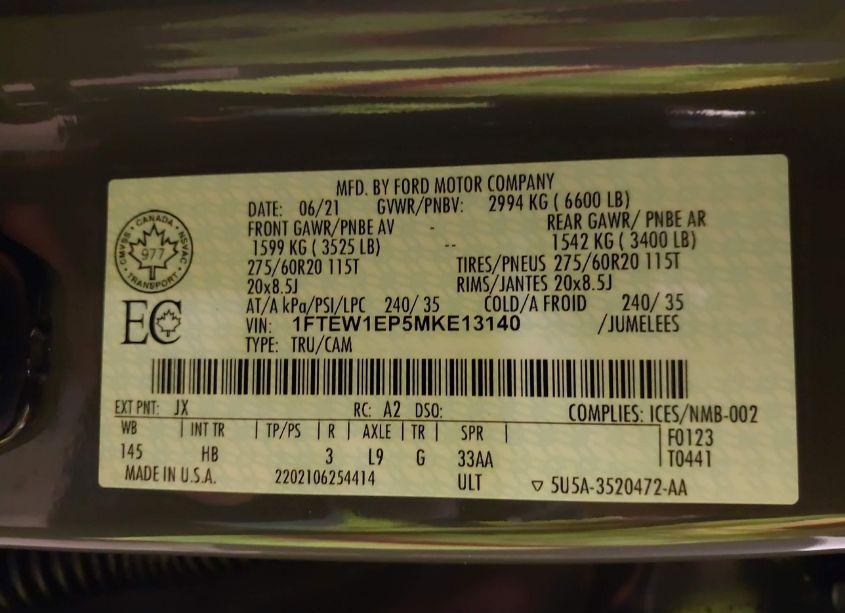 MFD. BY FORD MOTOR COMPANY
DATE: 06/21 GVWR/PNBV: 2994 KG ( 6600 LB)
FRONT GAWR/PNBE AV - REAR GAWR/ PNBE AR
1599 KG ( 3525 LB) -- 1542 KG ( 3400 LB)
275/60R20 115T TIRES/PNEUS 275/60R20 115T
20x8.5J RIMS/JANTES 20x8.5J
AT/A kPa/PSI/LPC 240/ 35 COLD/A FROID 240/ 35
VIN: 1FTEW1EP5MKE13140 /JUMELEES
TYPE: TRU/CAM
CANADA
CMVSS
NSVAC
977
TRANSPORT
EC
EXT PNT: JX RC: A2 DSO: COMPLIES: ICES/NMB-002
WB | INT TR | TP/PS | R | AXLE | TR | SPR | F0123
145 HB 3 L9 G 33AA T0441
MADE IN U.S.A. 2202106254414 ULT ▽ 5U5A-3520472-AA